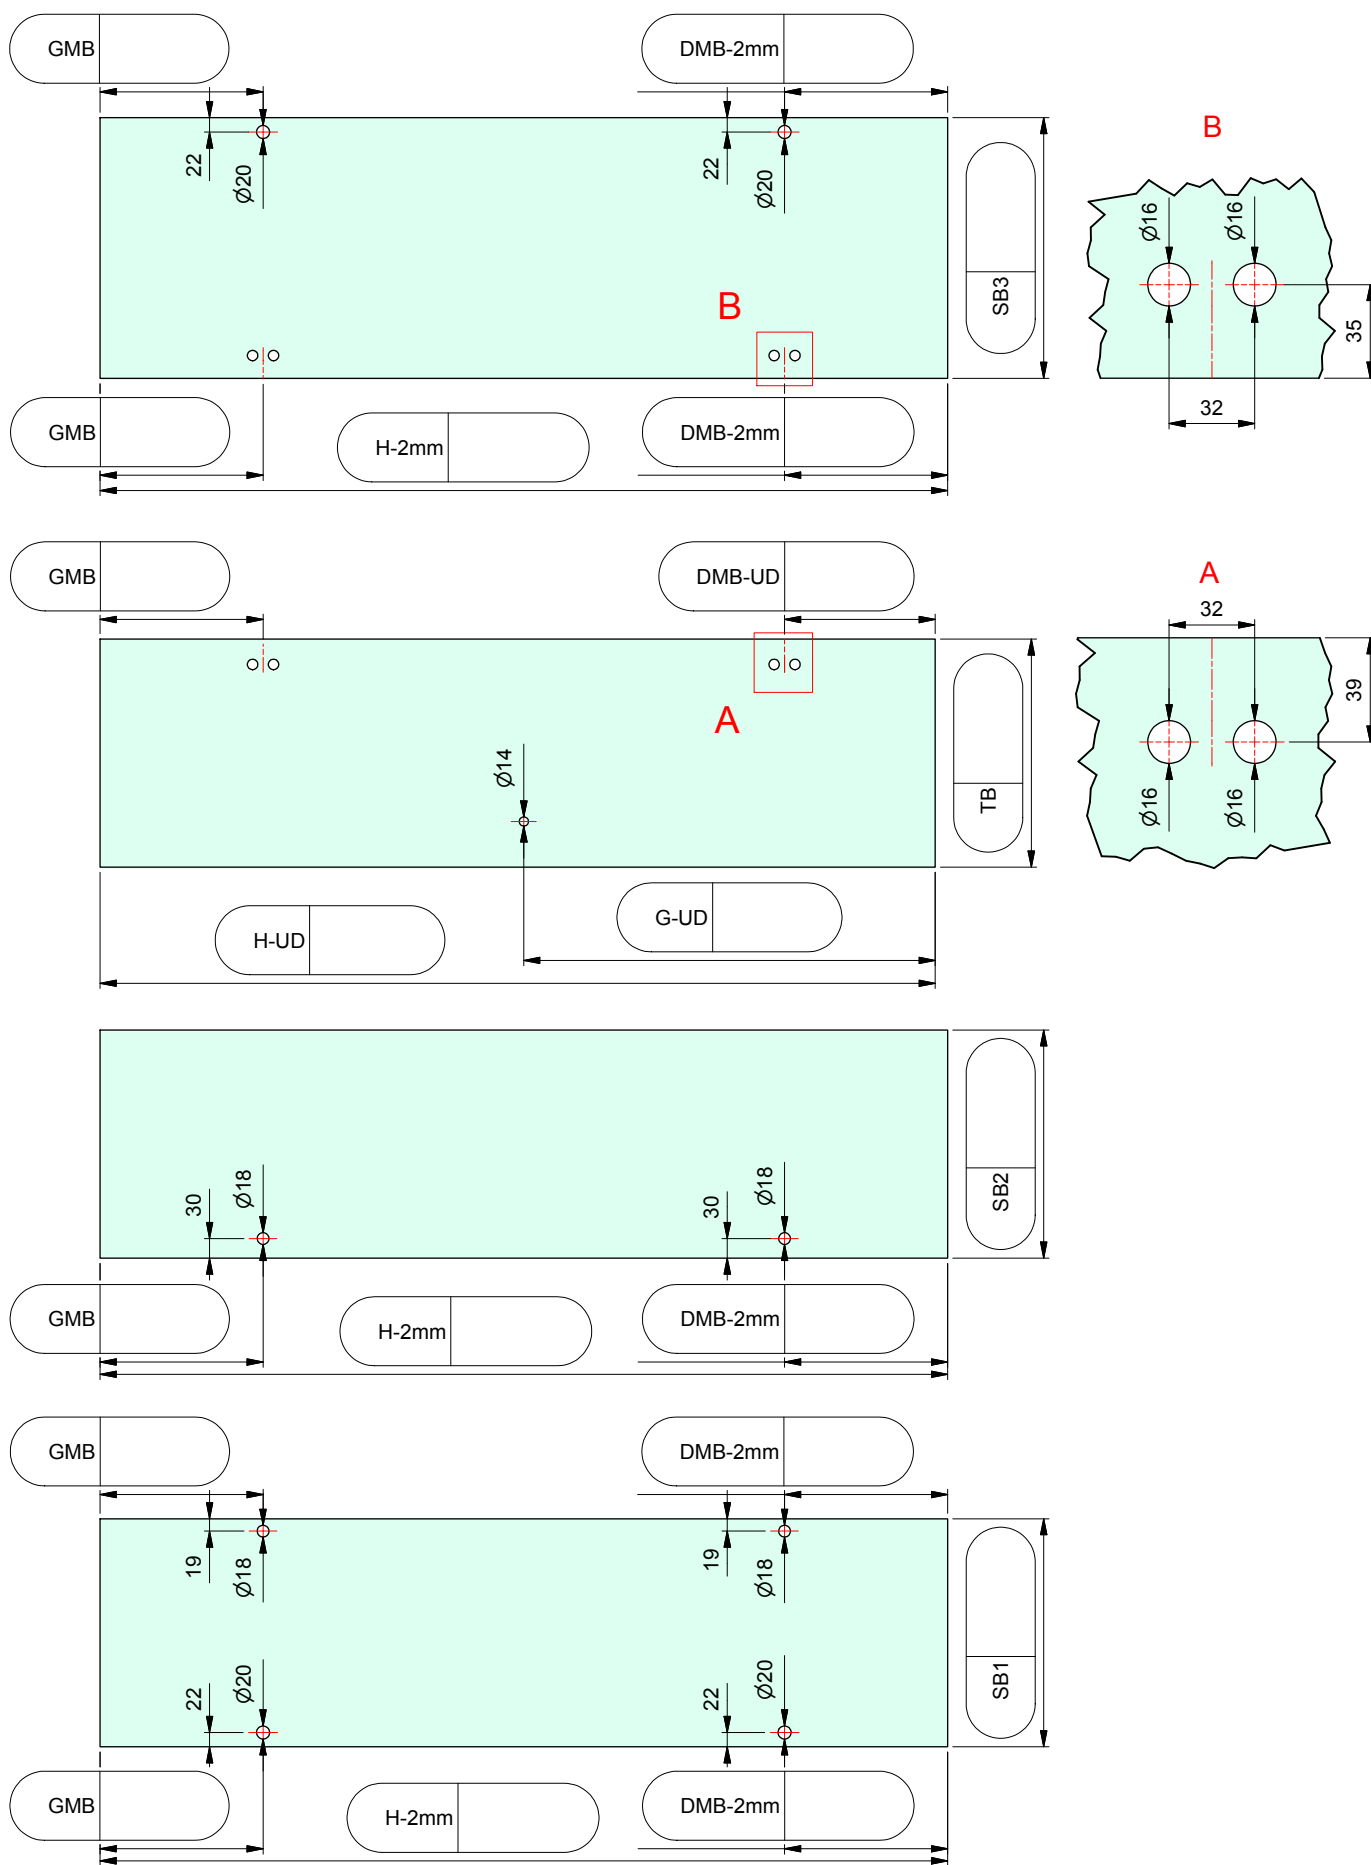 GMB
DMB-2mm
22
Ø20
22
Ø20
SB3
B
GMB
H-2mm
DMB-2mm
B
Ø16
Ø16
35
32
GMB
DMB-UD
A
Ø14
TB
H-UD
G-UD
A
32
39
Ø16
Ø16
30
Ø18
30
Ø18
SB2
GMB
H-2mm
DMB-2mm
GMB
DMB-2mm
19
Ø18
19
Ø18
22
Ø20
22
Ø20
SB1
GMB
H-2mm
DMB-2mm